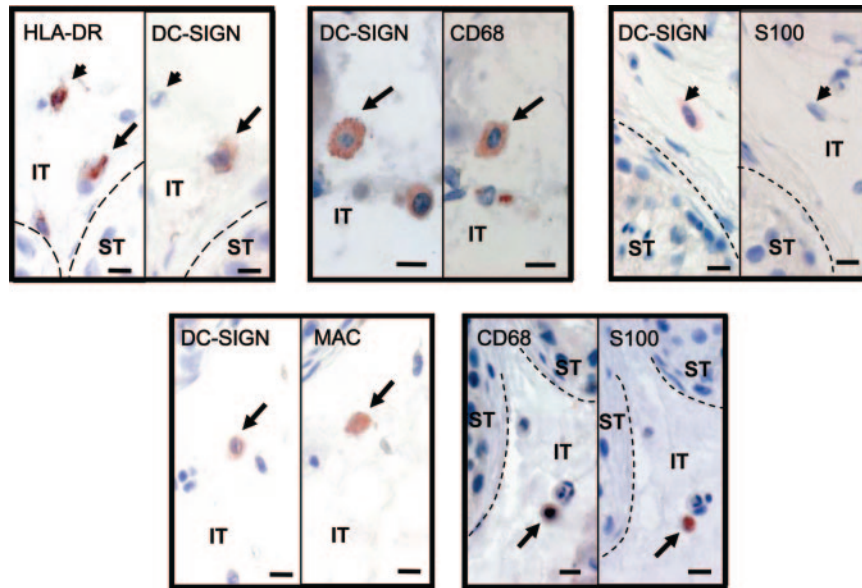 HLA-DR DC-SIGN
IT IT
ST ST
DC-SIGN CD68
IT IT
DC-SIGN S100
IT
ST ST
DC-SIGN MAC
IT IT
CD68 S100
ST ST
ST ST
IT IT